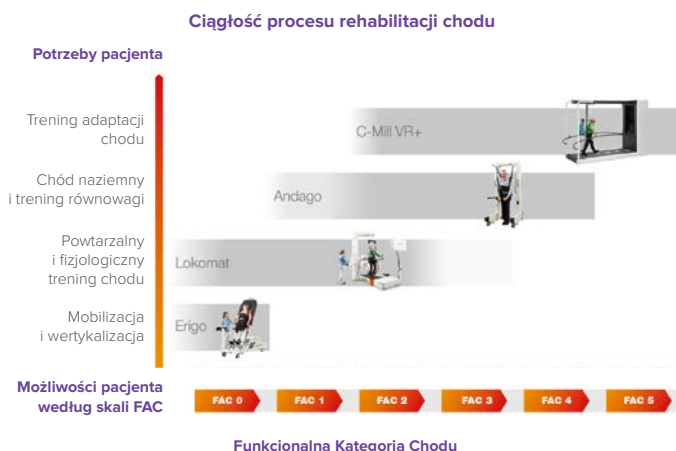 Ciągłość procesu rehabilitacji chodu
Potrzeby pacjenta
Trening adaptacji
chodu
C-Mill VR+
Chód naziemny
i trening równowagi
Andago
Powtarzalny
i fizjologiczny
trening chodu
Lokomat
Mobilizacja
i wertykalizacja
Erigo
Możliwości pacjenta
według skali FAC
FAC 0
FAC 1
FAC 2
FAC 3
FAC 4
FAC 5
Funkcjonalna Kategoria Chodu